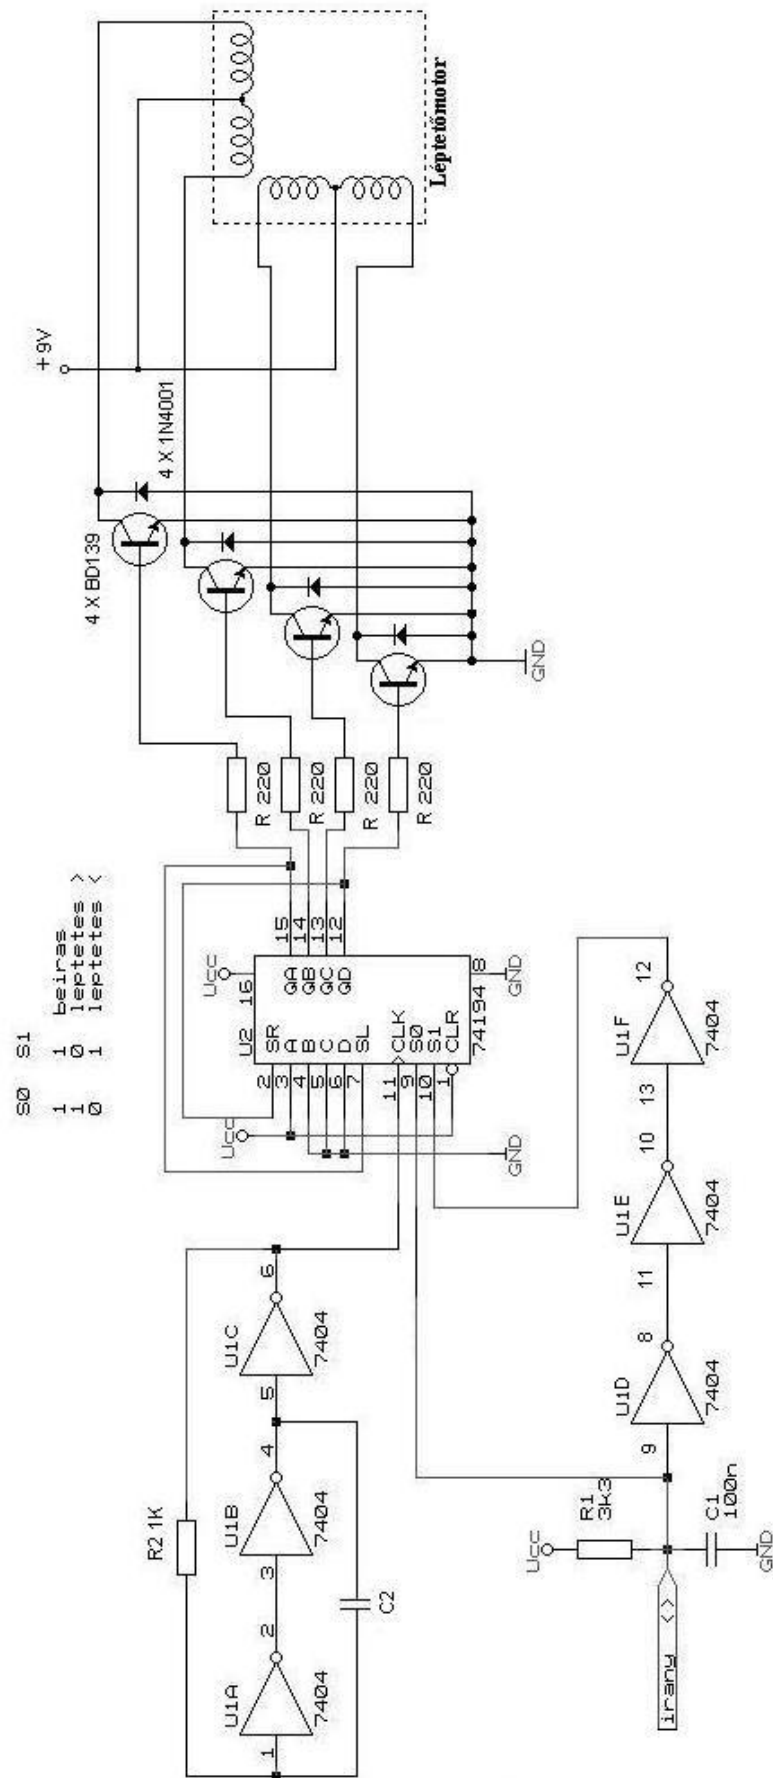 S0 S1
1 1 beiras
1 0 leptetes >
0 1 leptetes <
+9V
Léptetőmotor
4 X BD139
4 X 1N4001
R 220
R 220
R 220
R 220
GND
Ucc
16
U2
2 SR
3 A
4 B
5 C
6 D
7 SL
11 CLK
9 S0
10 S1
1 CLR
QA 15
QB 14
QC 13
QD 12
74194
8
GND
Ucc
GND
R2 1K
1
U1A
7404
2
3
U1B
7404
4
5
U1C
7404
6
C2
irany < >
Ucc
R1
3k3
C1
100n
GND
9
U1D
7404
8
11
U1E
7404
10
13
U1F
7404
12